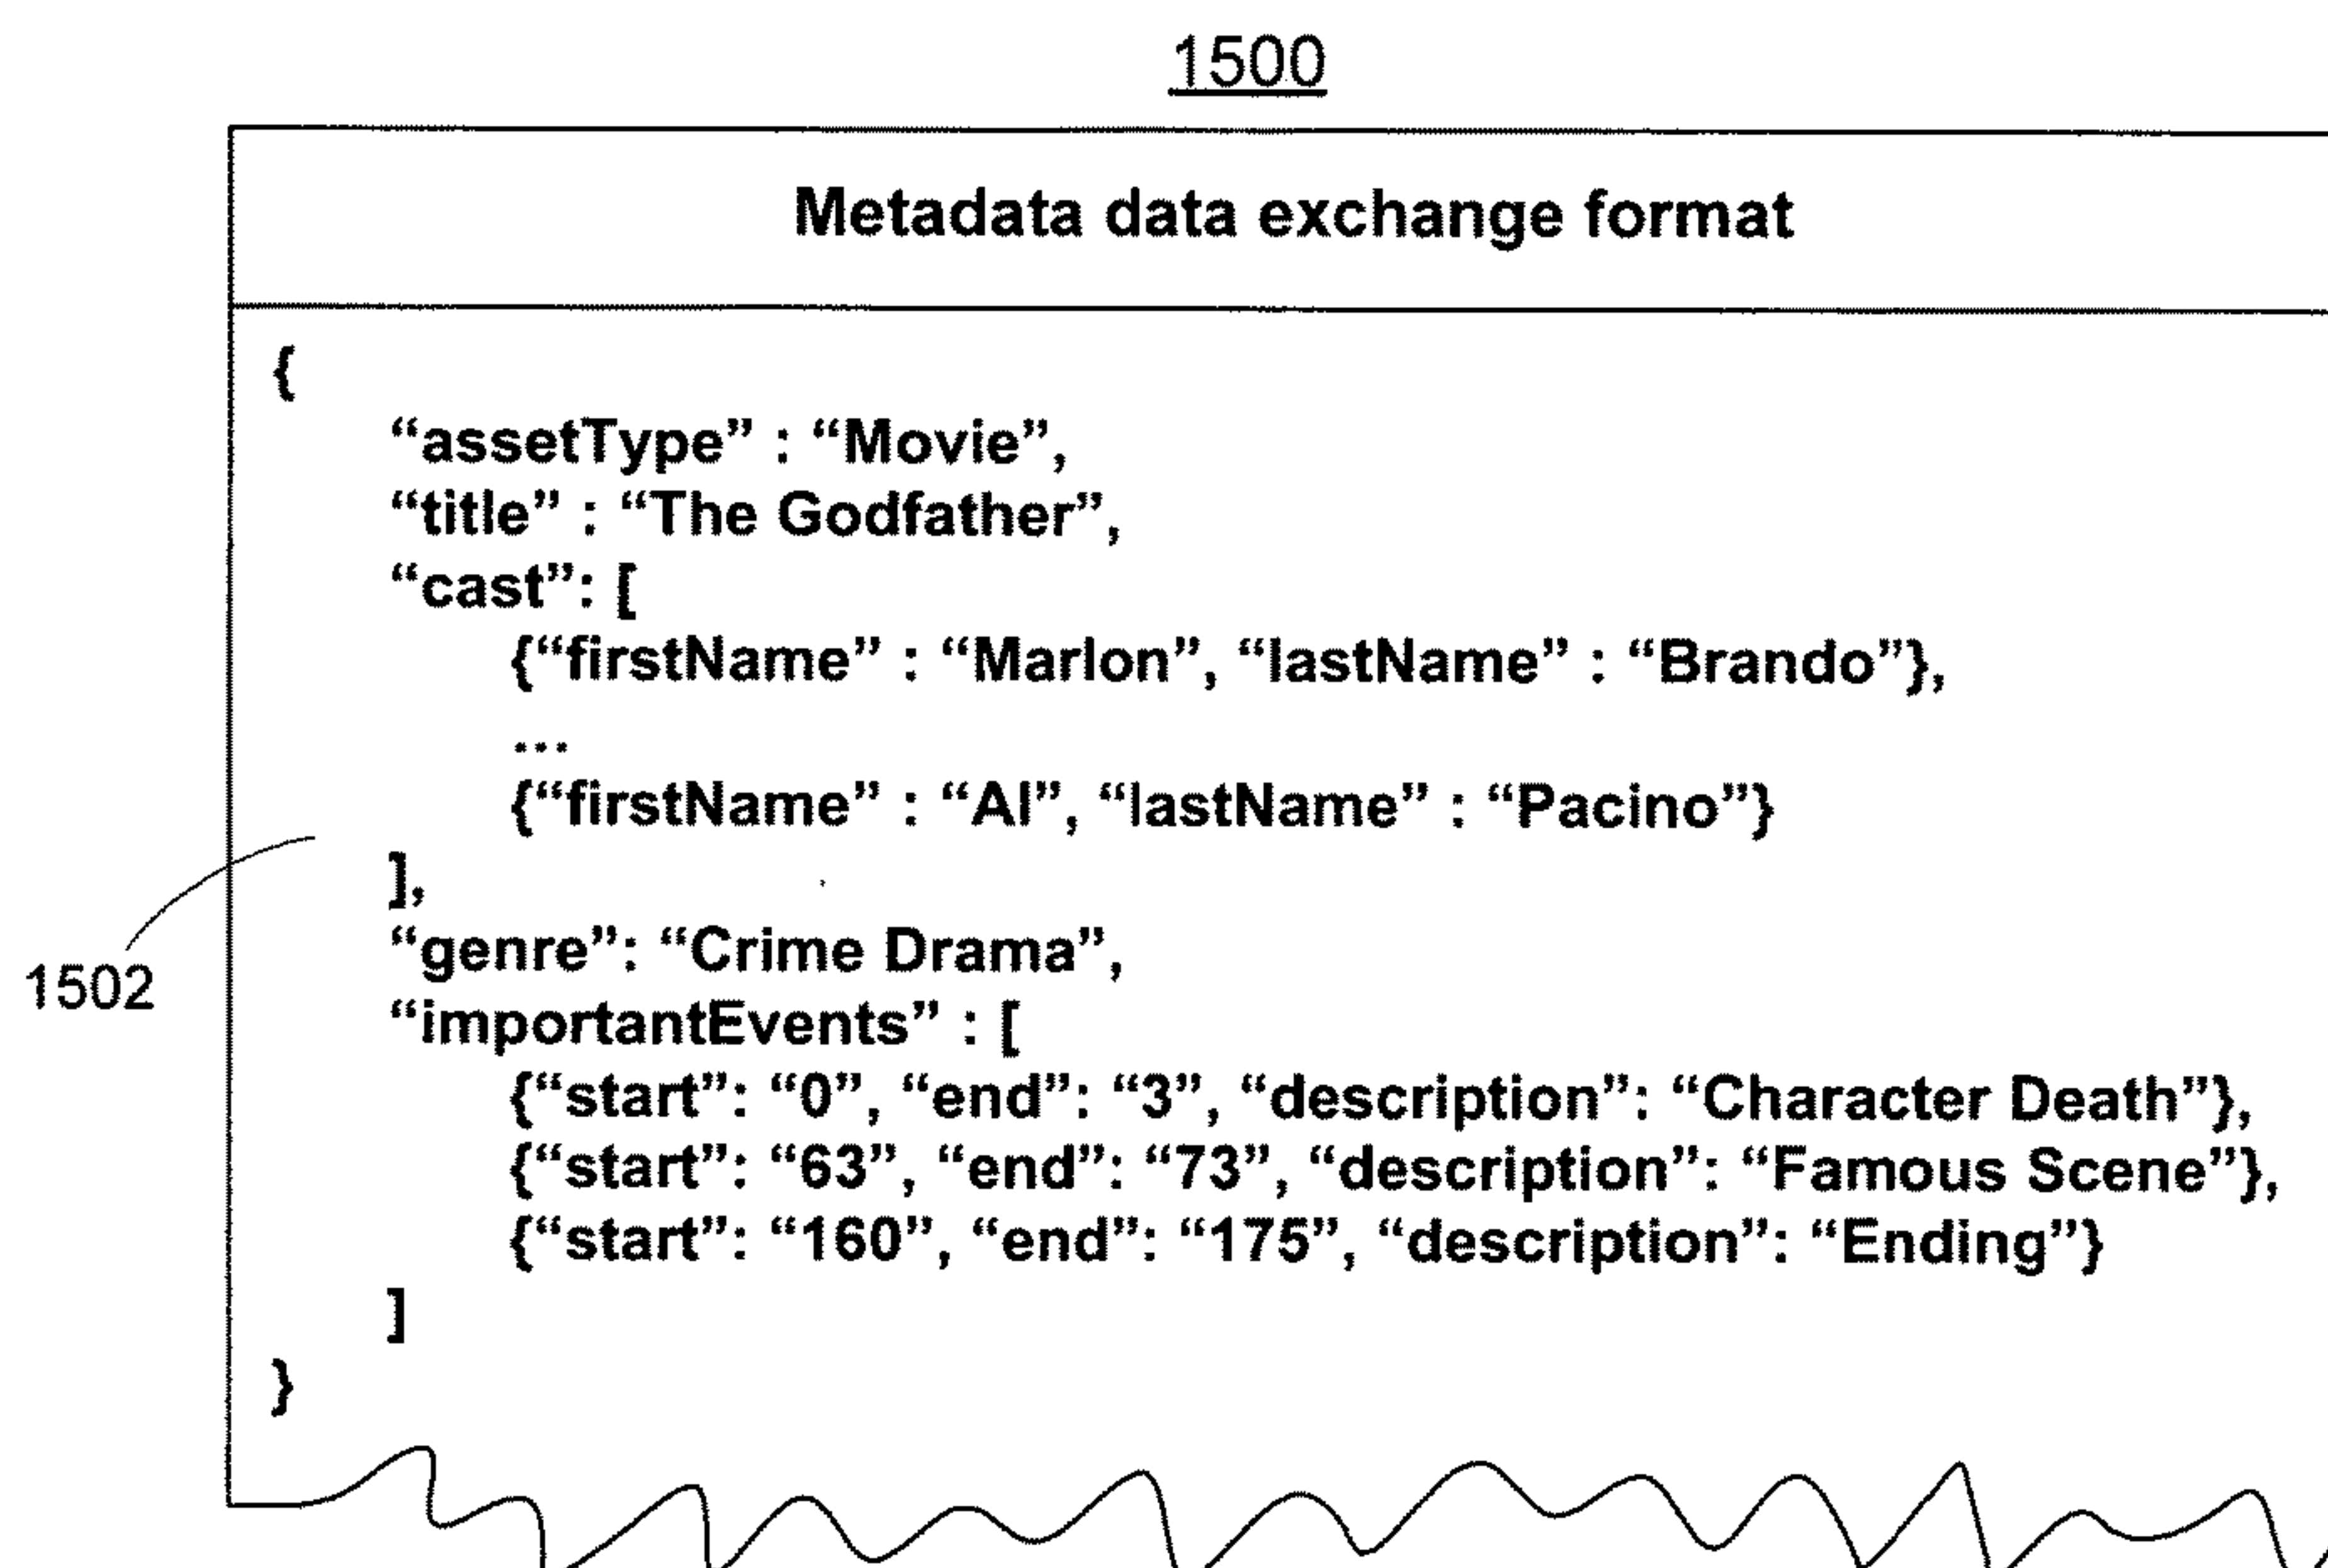 1500
Metadata data exchange format
{
“assetType” : “Movie”,
“title” : “The Godfather”,
“cast”: [
{“firstName” : “Marlon”, “lastName” : “Brando”},
...
{“firstName” : “Al”, “lastName” : “Pacino”}
],
“genre”: “Crime Drama”,
1502
“importantEvents” : [
{“start”: “0”, “end”: “3”, “description”: “Character Death”},
{“start”: “63”, “end”: “73”, “description”: “Famous Scene”},
{“start”: “160”, “end”: “175”, “description”: “Ending”}
]
}